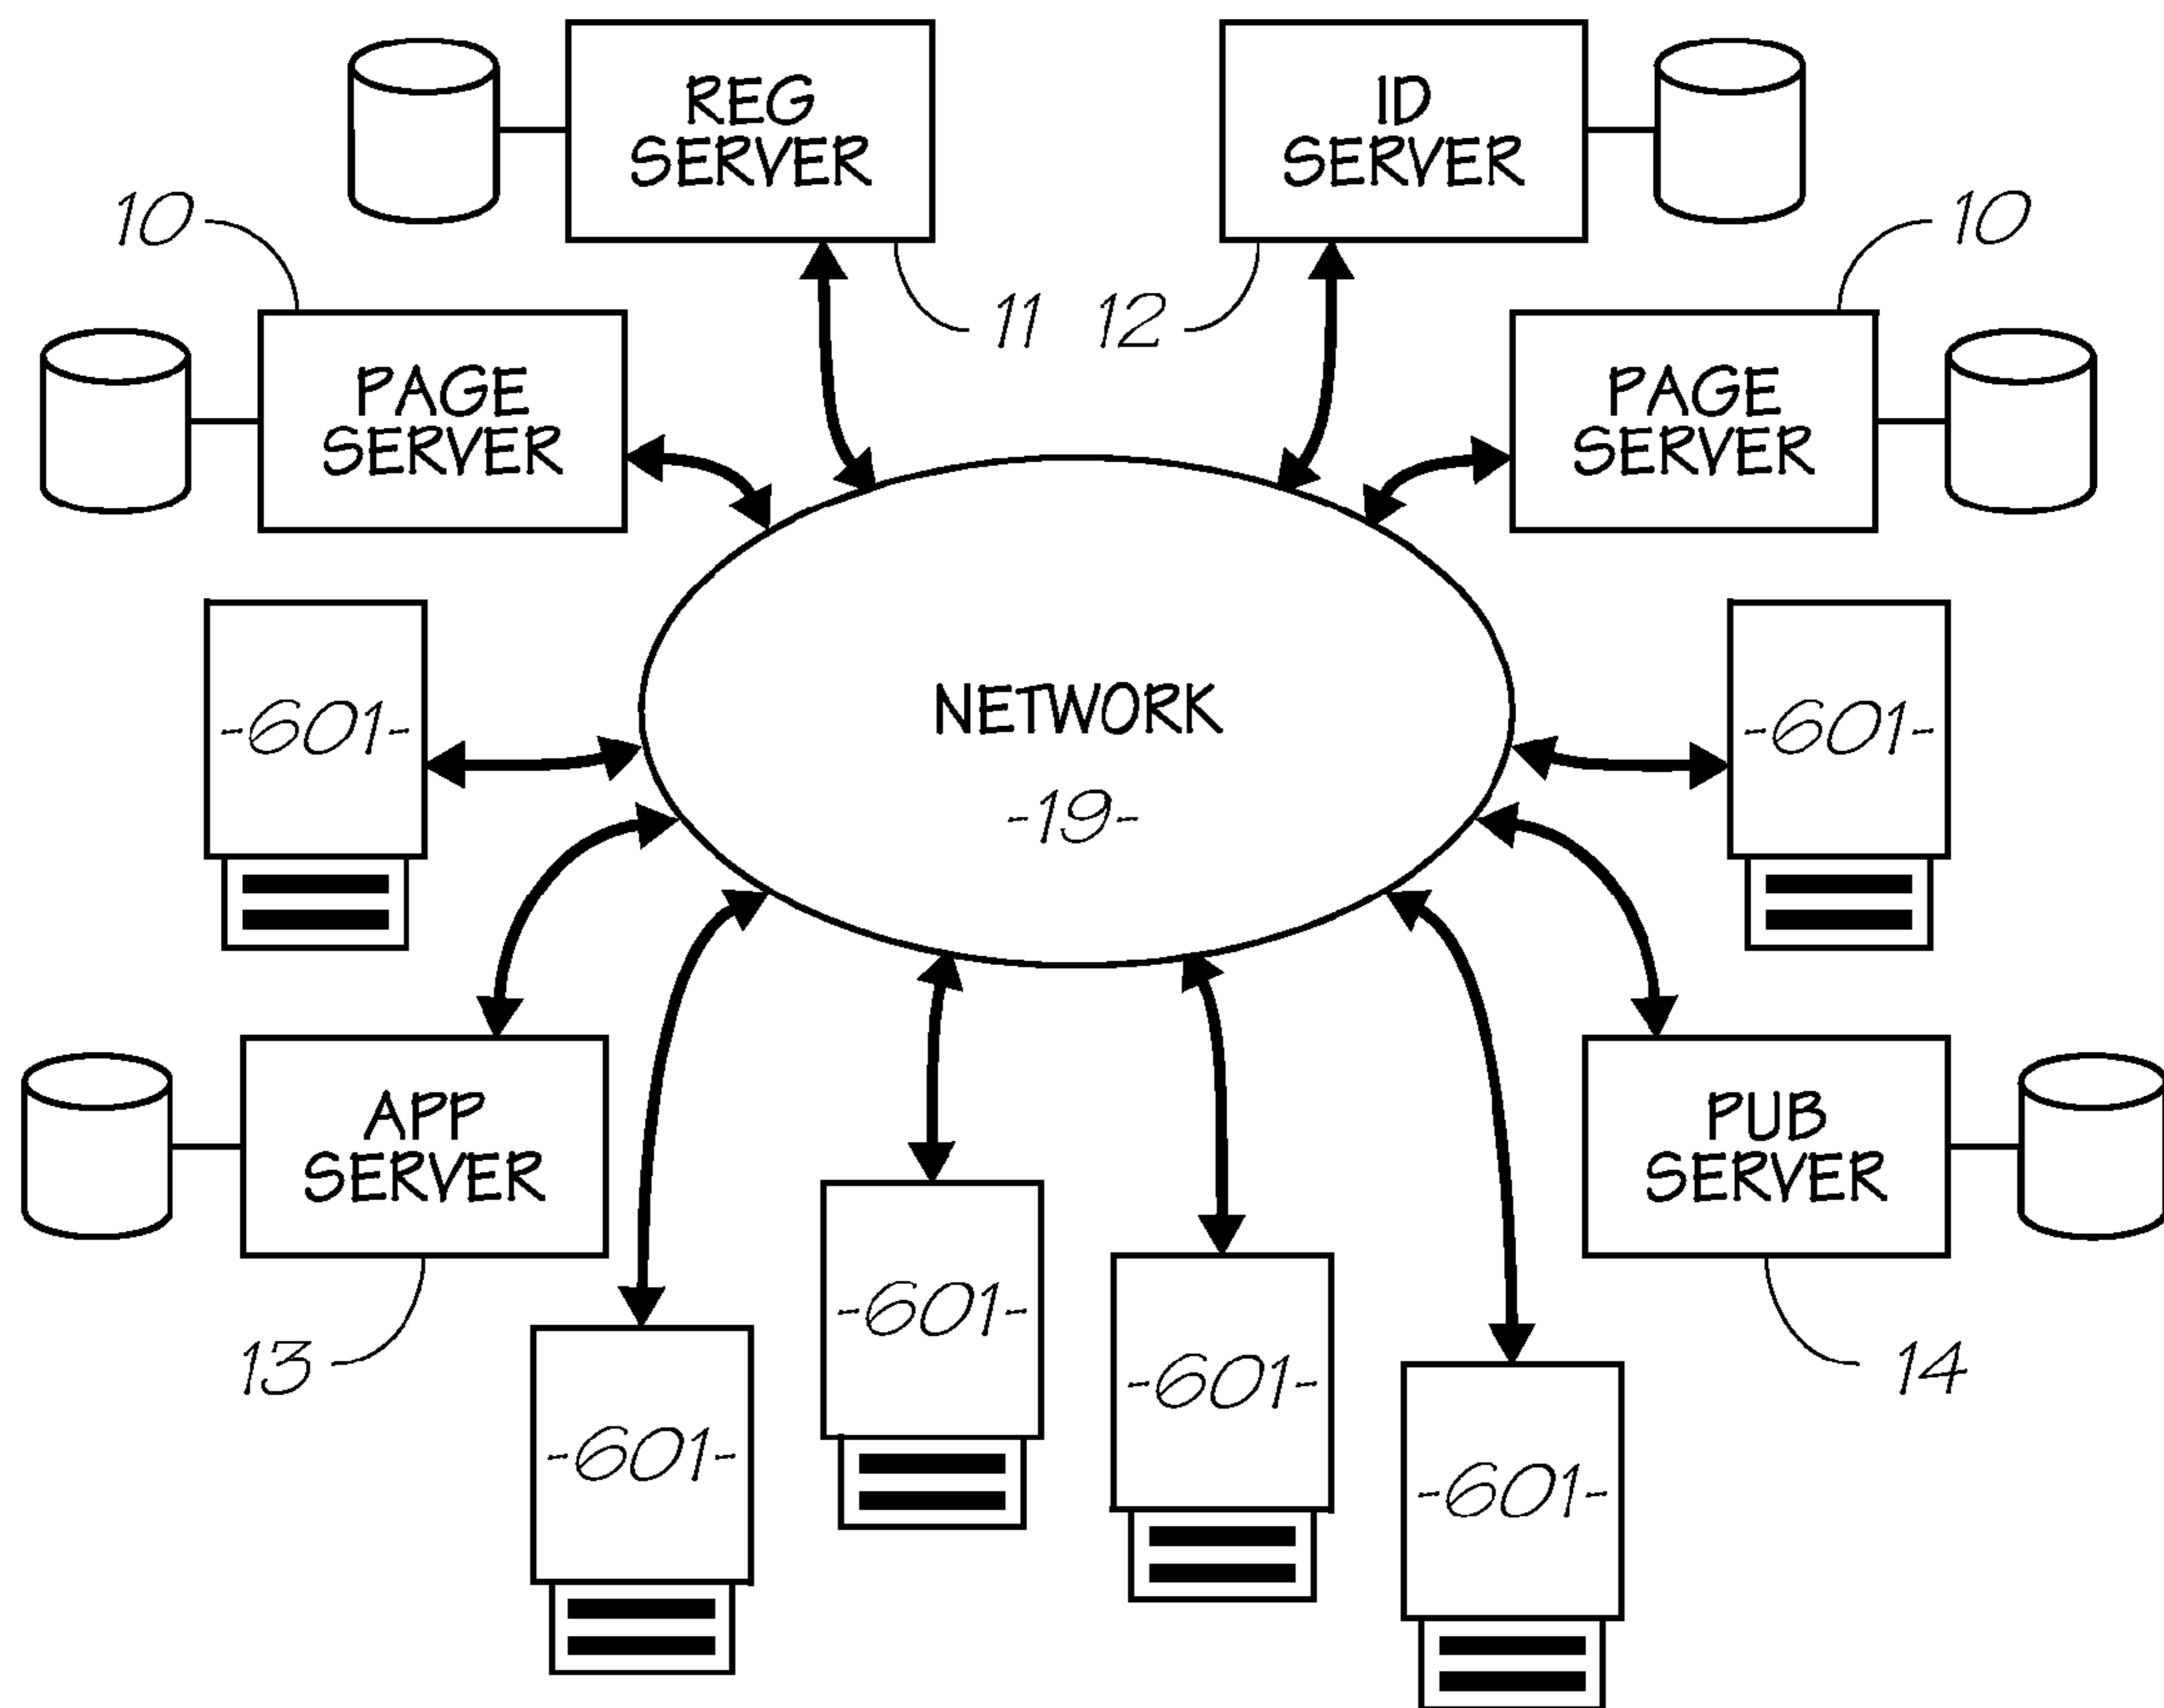 REG
SERVER
ID
SERVER
10
10
11
12
PAGE
SERVER
PAGE
SERVER
-601-
NETWORK
-19-
-601-
APP
SERVER
PUB
SERVER
13
-601-
-601-
-601-
-601-
14